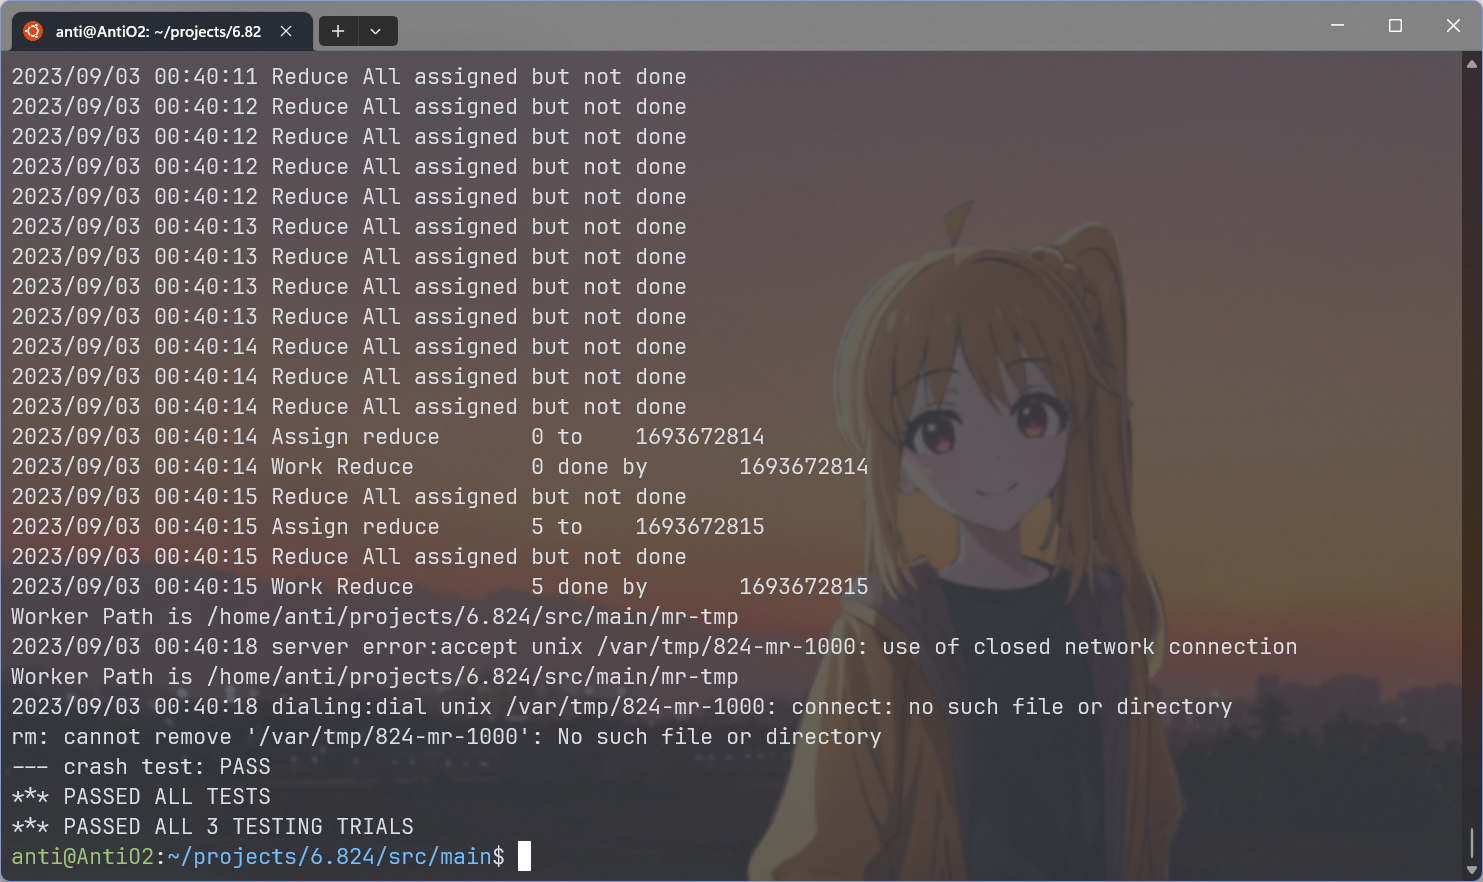 anti@AntiO2: ~/projects/6.82
2023/09/03 00:40:11 Reduce All assigned but not done
2023/09/03 00:40:12 Reduce All assigned but not done
2023/09/03 00:40:12 Reduce All assigned but not done
2023/09/03 00:40:12 Reduce All assigned but not done
2023/09/03 00:40:12 Reduce All assigned but not done
2023/09/03 00:40:13 Reduce All assigned but not done
2023/09/03 00:40:13 Reduce All assigned but not done
2023/09/03 00:40:13 Reduce All assigned but not done
2023/09/03 00:40:13 Reduce All assigned but not done
2023/09/03 00:40:14 Reduce All assigned but not done
2023/09/03 00:40:14 Reduce All assigned but not done
2023/09/03 00:40:14 Reduce All assigned but not done
2023/09/03 00:40:14 Assign reduce       0 to    1693672814
2023/09/03 00:40:14 Work Reduce         0 done by       1693672814
2023/09/03 00:40:15 Reduce All assigned but not done
2023/09/03 00:40:15 Assign reduce       5 to    1693672815
2023/09/03 00:40:15 Reduce All assigned but not done
2023/09/03 00:40:15 Work Reduce         5 done by       1693672815
Worker Path is /home/anti/projects/6.824/src/main/mr-tmp
2023/09/03 00:40:18 server error:accept unix /var/tmp/824-mr-1000: use of closed network connection
Worker Path is /home/anti/projects/6.824/src/main/mr-tmp
2023/09/03 00:40:18 dialing:dial unix /var/tmp/824-mr-1000: connect: no such file or directory
rm: cannot remove '/var/tmp/824-mr-1000': No such file or directory
--- crash test: PASS
*** PASSED ALL TESTS
*** PASSED ALL 3 TESTING TRIALS
anti@AntiO2:~/projects/6.824/src/main$